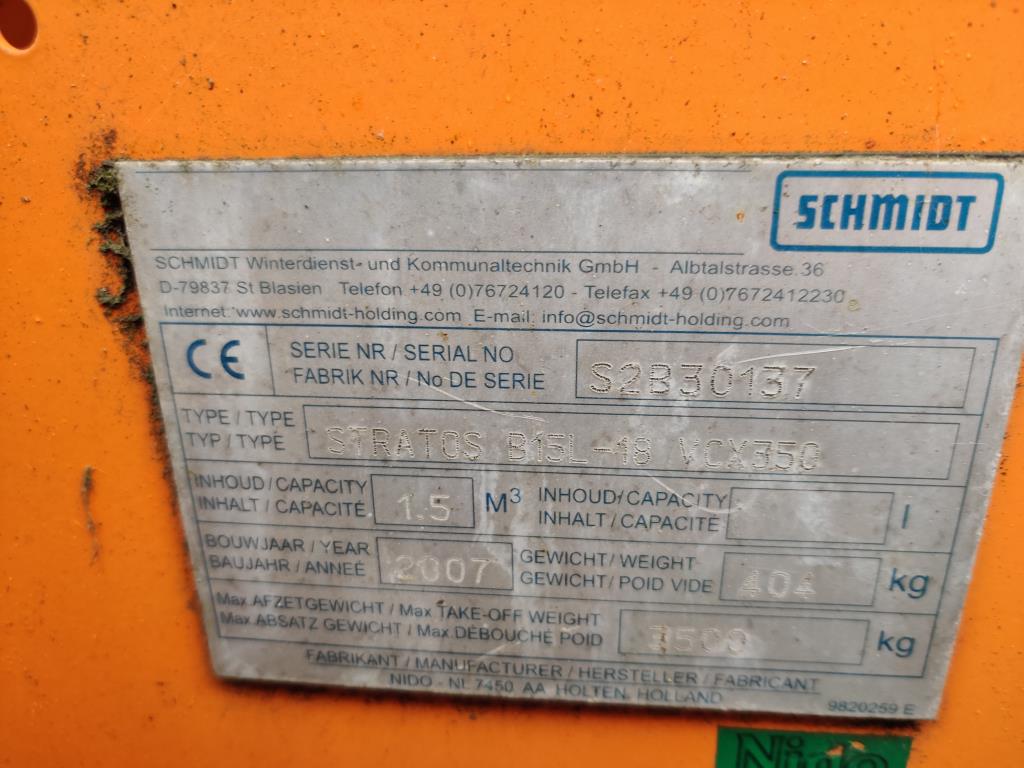 SCHMIDT
SCHMIDT Winterdienst- und Kommunaltechnik GmbH - Albtalstrasse 36
D-79837 St Blasien Telefon +49 (0)76724120 - Telefax +49 (0)7672412230
Internet: www.schmidt-holding.com E-mail: info@schmidt-holding.com
CE
SERIE NR / SERIAL NO
FABRIK NR / No DE SERIE
S2B30137
TYPE / TYPE
TYP / TYPE
STRATOS B15L-18 VCX350
INHOUD / CAPACITY
INHALT / CAPACITÉ
1.5 M³
INHOUD / CAPACITY
INHALT / CAPACITÉ
l
BOUWJAAR / YEAR
BAUJAHR / ANNEÉ
2007
GEWICHT / WEIGHT
GEWICHT / POID VIDE
404 kg
Max. AFZETGEWICHT / Max TAKE-OFF WEIGHT
Max. ABSATZ GEWICHT / Max. DÉBOUCHÉ POID
3500 kg
FABRIKANT / MANUFACTURER / HERSTELLER / FABRICANT
NIDO - NL 7450 AA HOLTEN, HOLLAND
9820259 E
Nido